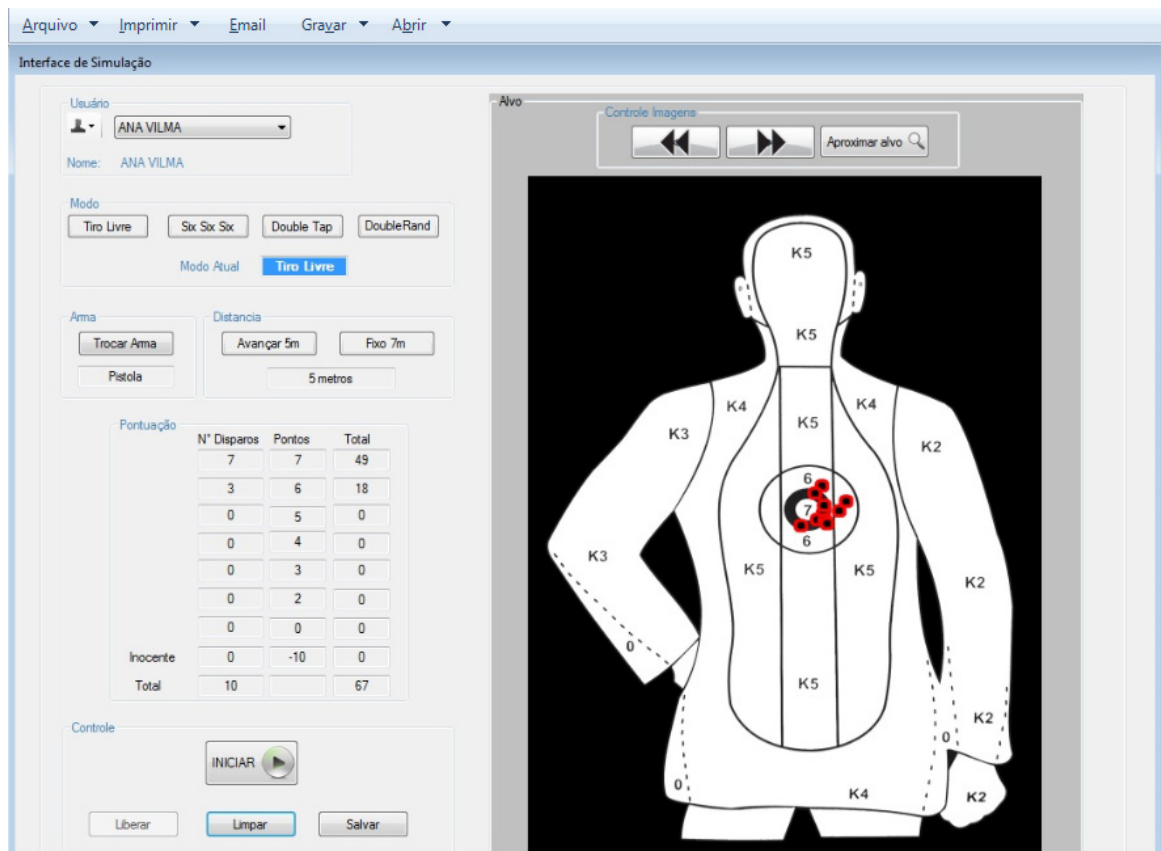 Arquivo Imprimir Email Gravar Abrir
Interface de Simulação
Usuário
ANA VILMA
Nome: ANA VILMA
Modo
Tiro Livre Six Six Six Double Tap DoubleRand
Modo Atual Tiro Livre
Arma
Trocar Arma
Pistola
Distancia
Avançar 5m Fixo 7m
5 metros
Pontuação
N° Disparos Pontos Total
7 7 49
3 6 18
0 5 0
0 4 0
0 3 0
0 2 0
0 0 0
Inocente 0 -10 0
Total 10 67
Controle
INICIAR
Liberar Limpar Salvar
Alvo
Controle Imagens
Aproximar alvo
K5
K5
K4 K4
K5
K3 K2
6
7
6
K3 K5 K5 K2
0
K5
K2
0
0
K4 K2